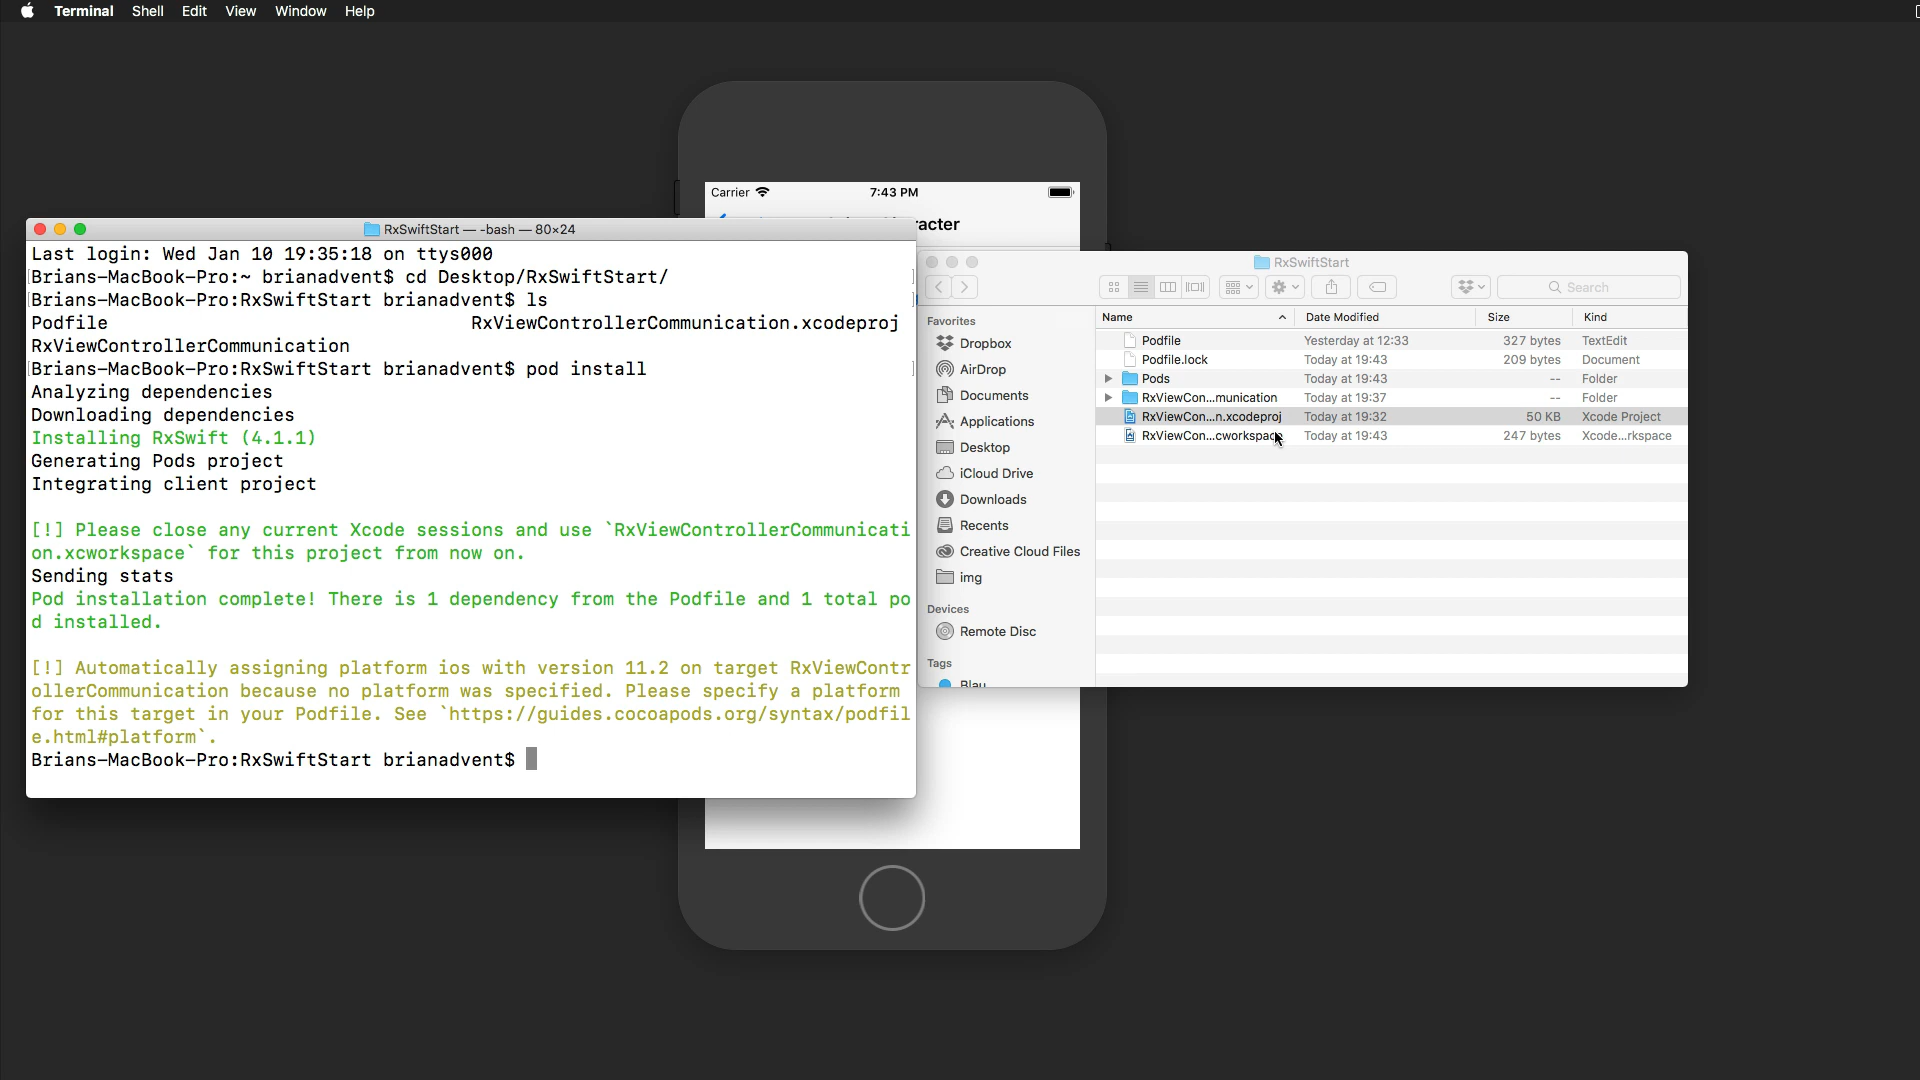 Terminal Shell Edit View Window Help
Carrier 7:43 PM
racter
RxSwiftStart — -bash — 80×24
Last login: Wed Jan 10 19:35:18 on ttys000
[Brians-MacBook-Pro:~ brianadvent$ cd Desktop/RxSwiftStart/ ]
[Brians-MacBook-Pro:RxSwiftStart brianadvent$ ls ]
Podfile RxViewControllerCommunication.xcodeproj
RxViewControllerCommunication
[Brians-MacBook-Pro:RxSwiftStart brianadvent$ pod install ]
Analyzing dependencies
Downloading dependencies
Installing RxSwift (4.1.1)
Generating Pods project
Integrating client project
[!] Please close any current Xcode sessions and use `RxViewControllerCommunicati
on.xcworkspace` for this project from now on.
Sending stats
Pod installation complete! There is 1 dependency from the Podfile and 1 total po
d installed.
[!] Automatically assigning platform ios with version 11.2 on target RxViewContr
ollerCommunication because no platform was specified. Please specify a platform
for this target in your Podfile. See `https://guides.cocoapods.org/syntax/podfil
e.html#platform`.
Brians-MacBook-Pro:RxSwiftStart brianadvent$
RxSwiftStart
Search
Favorites
Dropbox
AirDrop
Documents
Applications
Desktop
iCloud Drive
Downloads
Recents
Creative Cloud Files
img
Devices
Remote Disc
Tags
Blau
Name Date Modified Size Kind
Podfile Yesterday at 12:33 327 bytes TextEdit
Podfile.lock Today at 19:43 209 bytes Document
Pods Today at 19:43 -- Folder
RxViewCon...munication Today at 19:37 -- Folder
RxViewCon...n.xcodeproj Today at 19:32 50 KB Xcode Project
RxViewCon...cworkspace Today at 19:43 247 bytes Xcode...rkspace